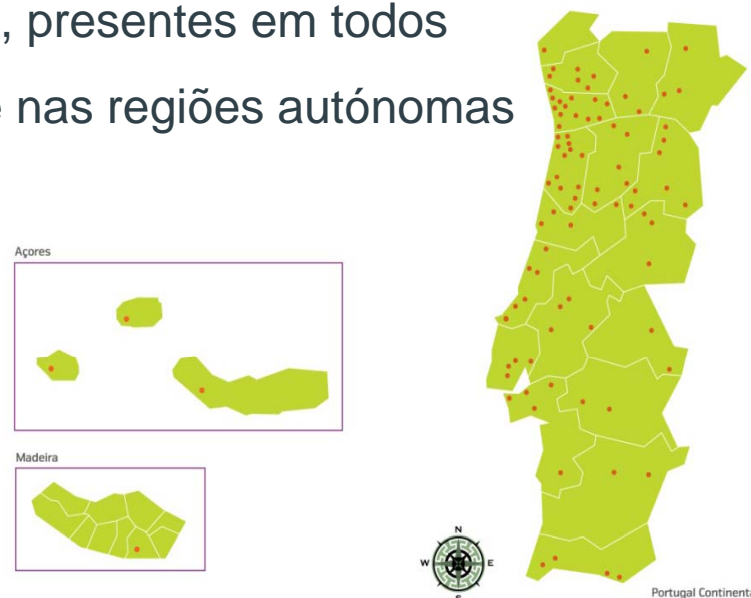 , presentes em todos
e nas regiões autónomas
Açores
Madeira
N
W E
S
Portugal Continenta